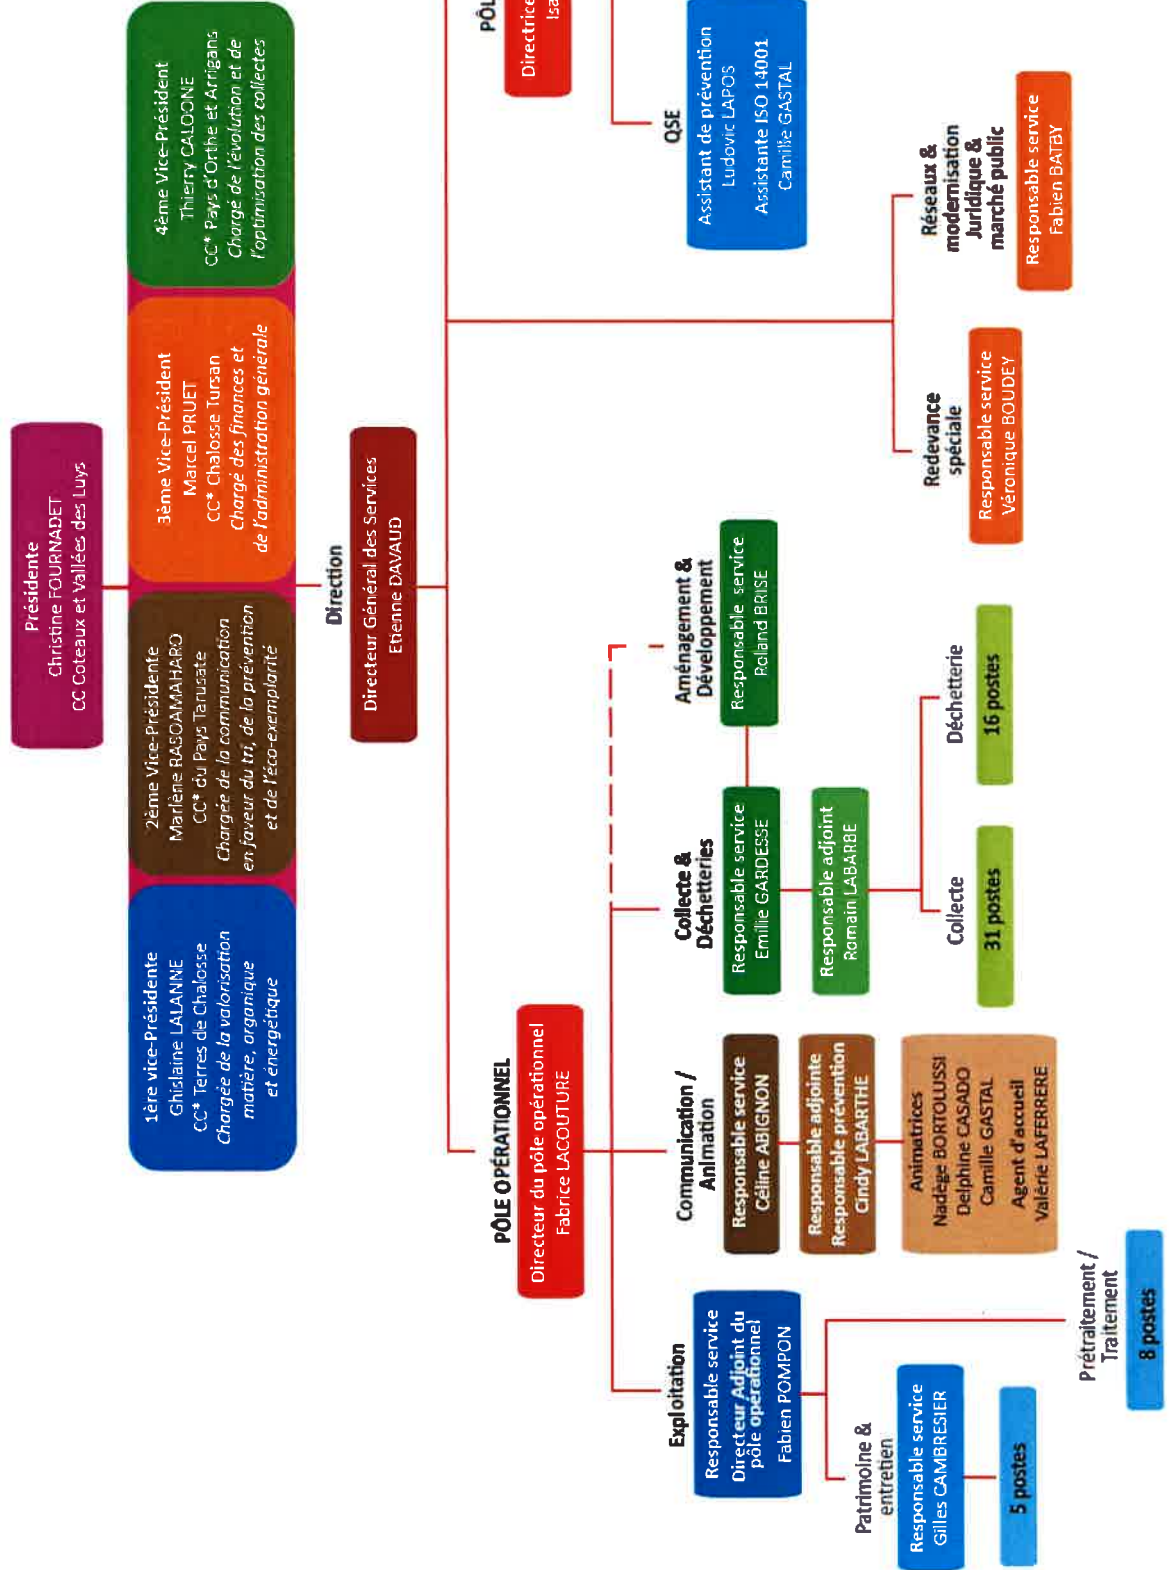 Présidente
Christine FOURNADET
CC Coteaux et Vallées des Luys
1ère vice-Présidente
Ghislaine LALANNE
CC* Terres de Chalosse
Chargée de la valorisation
matière, organique
et énergétique
2ème Vice-Présidente
Marlène RASOAMAHARO
CC* du Pays Tarusate
Chargée de la communication
en faveur du tri, de la prévention
et de l'éco-exemplarité
3ème Vice-Président
Marcel PRUET
CC* Chalosse Tursan
Chargé des finances et
de l'administration générale
4ème Vice-Président
Thierry CALOONE
CC* Pays d'Orthe et Arrigans
Chargé de l'évolution et de
l'optimisation des collectes
Direction
Directeur Général des Services
Etienne DAVAUD
PÔLE OPÉRATIONNEL
Directeur du pôle opérationnel
Fabrice LACOUTURE
PÔL
Directrice
Isa
Exploitation
Responsable service
Directeur Adjoint du
pôle opérationnel
Fabien POMPON
Patrimoine &
entretien
Responsable service
Gilles CAMBRESIER
5 postes
Prétraitement /
Traitement
8 postes
Communication /
Animation
Responsable service
Céline ABIGNON
Responsable adjointe
Responsable prévention
Cindy LABARTHE
Animatrices
Nadège BORTOLUSSI
Delphine CASADO
Camille GASTAL
Agent d'accueil
Valérie LAFERRERE
Collecte &
Déchetteries
Responsable service
Emilie GARDESSE
Responsable adjoint
Romain LABARBE
Collecte
31 postes
Déchetterie
16 postes
Aménagement &
Développement
Responsable service
Roland BRISE
Redevance
spéciale
Responsable service
Véronique BOUDEY
Réseaux &
modernisation
Juridique &
marché public
Responsable service
Fabien BATBY
QSE
Assistant de prévention
Ludovic LAPOS
Assistante ISO 14001
Camille GASTAL